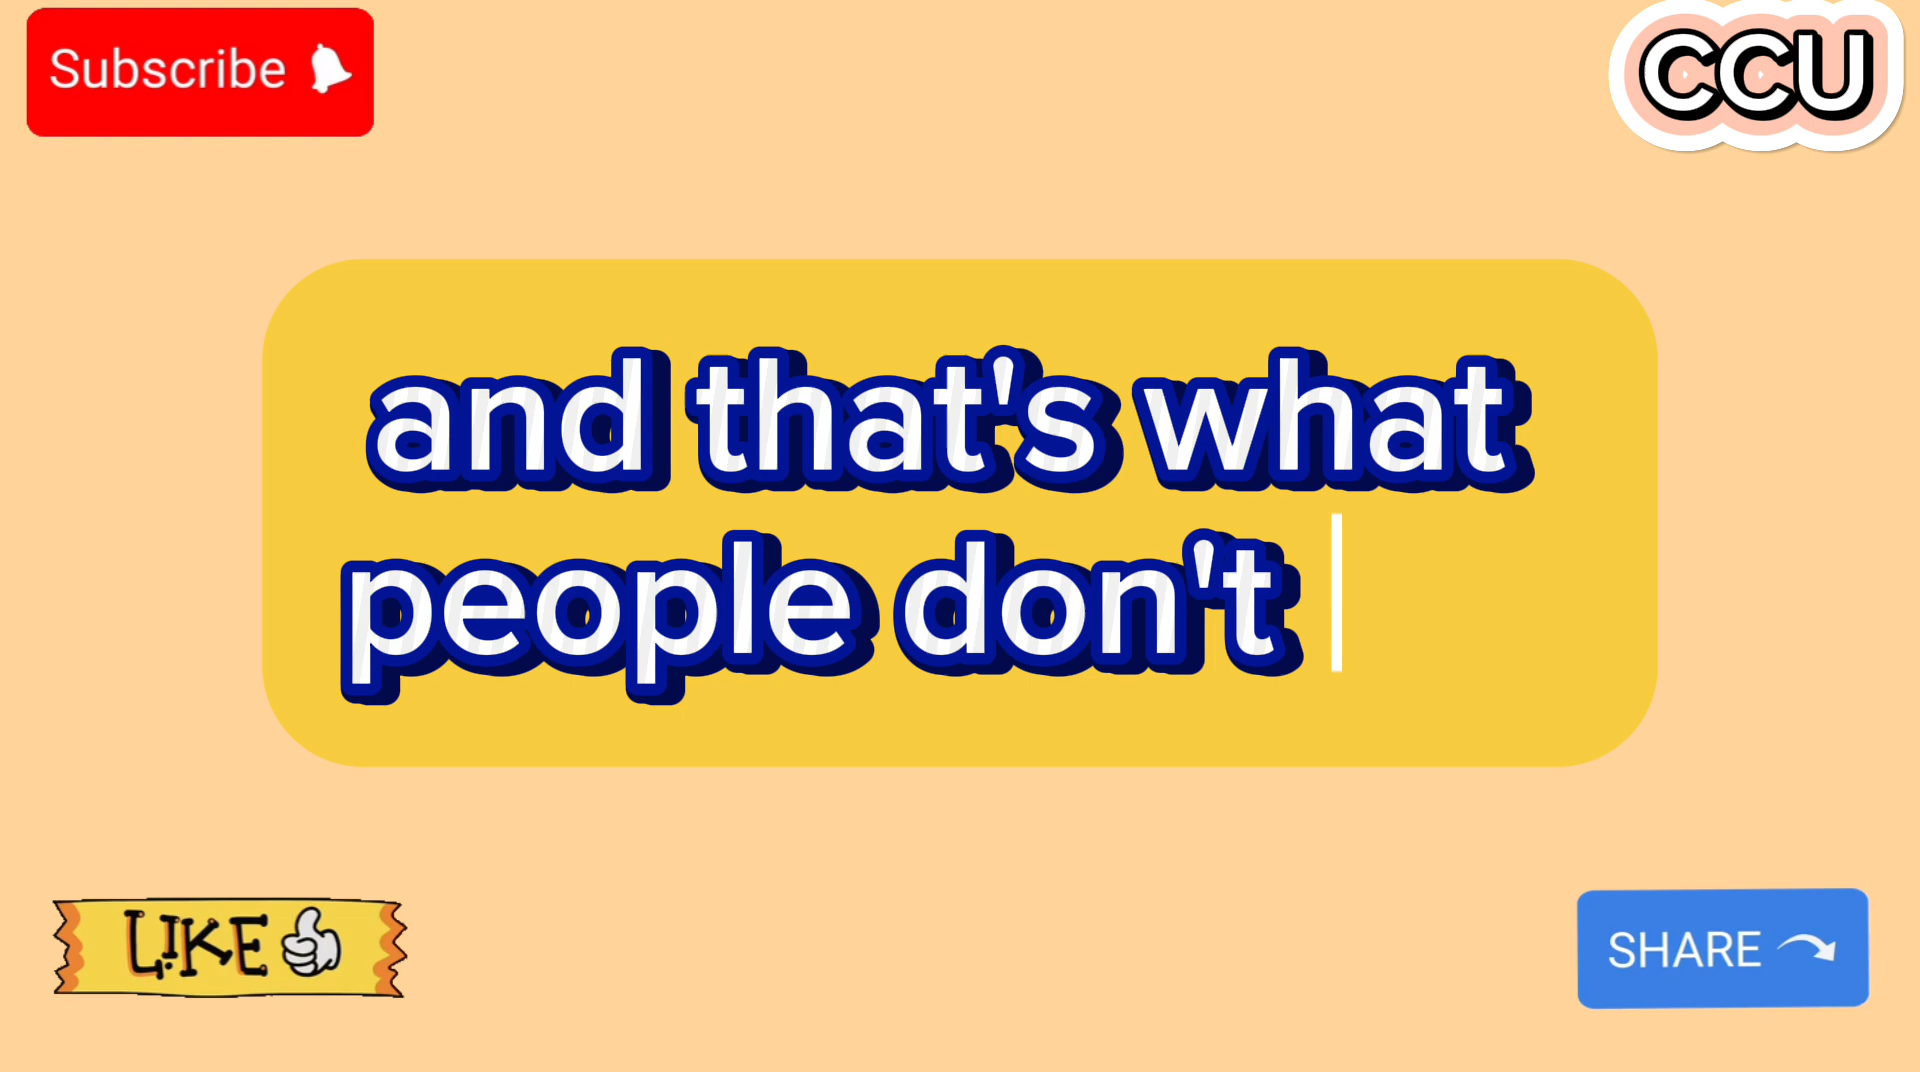 Subscribe
CCU
and that's what
people don't
LIKE
SHARE